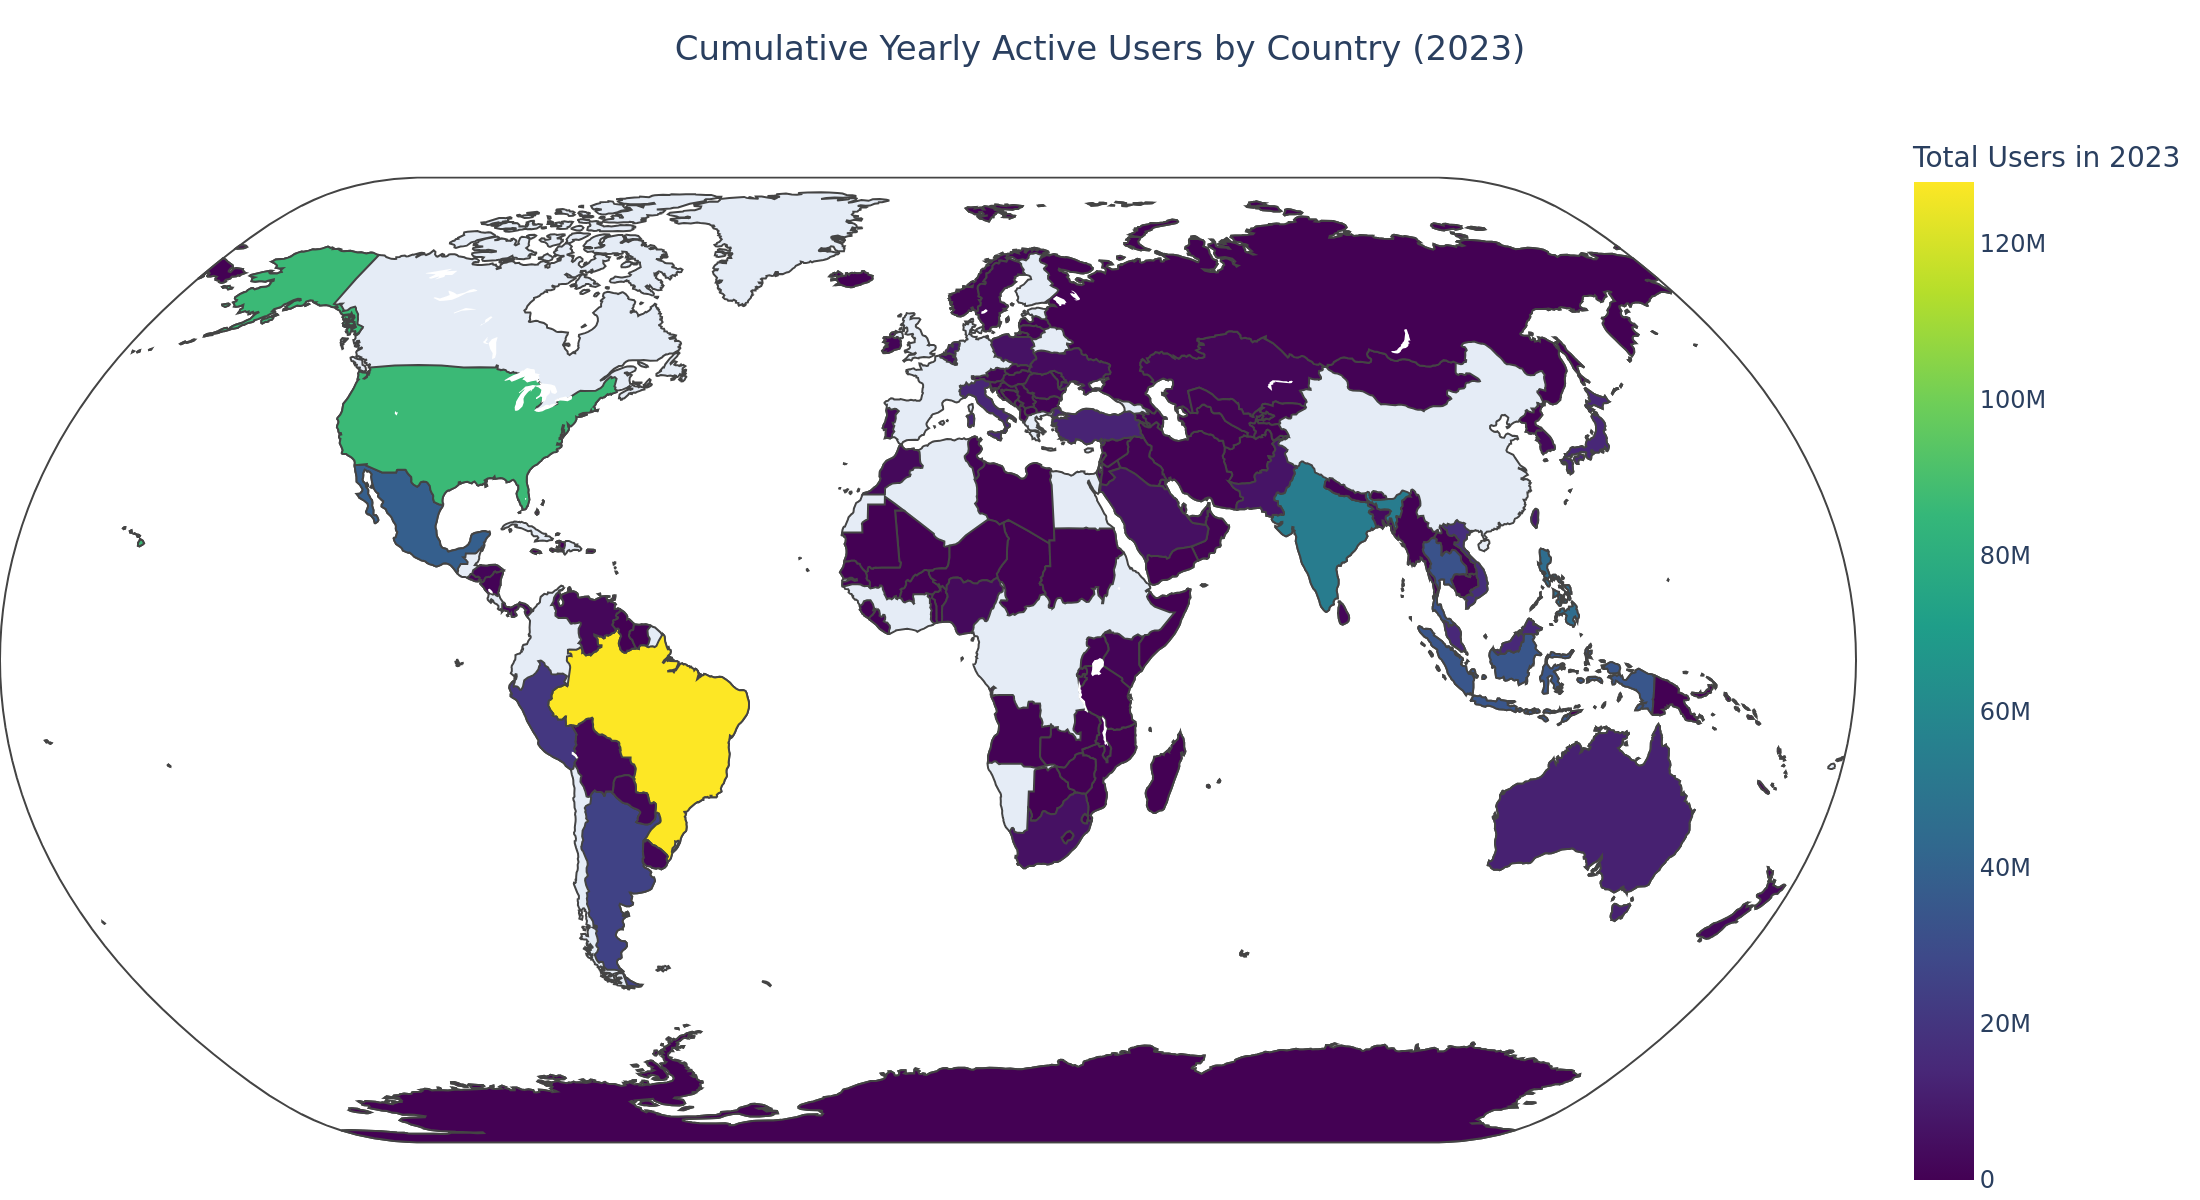 Cumulative Yearly Active Users by Country (2023)
Total Users in 2023
120M
100M
80M
60M
40M
20M
0